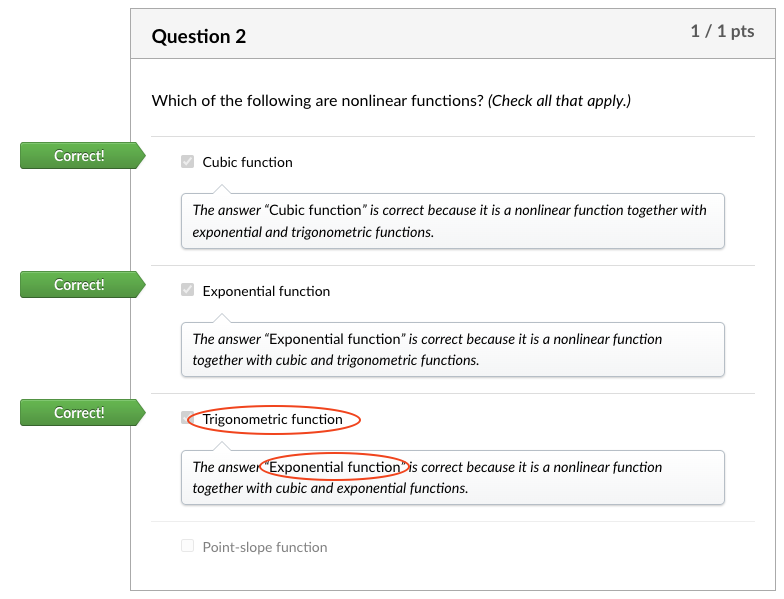 Question 2
1 / 1 pts
Which of the following are nonlinear functions? (Check all that apply.)
Correct!
Cubic function
The answer “Cubic function” is correct because it is a nonlinear function together with
exponential and trigonometric functions.
Correct!
Exponential function
The answer “Exponential function” is correct because it is a nonlinear function
together with cubic and trigonometric functions.
Correct!
Trigonometric function
The answer “Exponential function” is correct because it is a nonlinear function
together with cubic and exponential functions.
Point-slope function